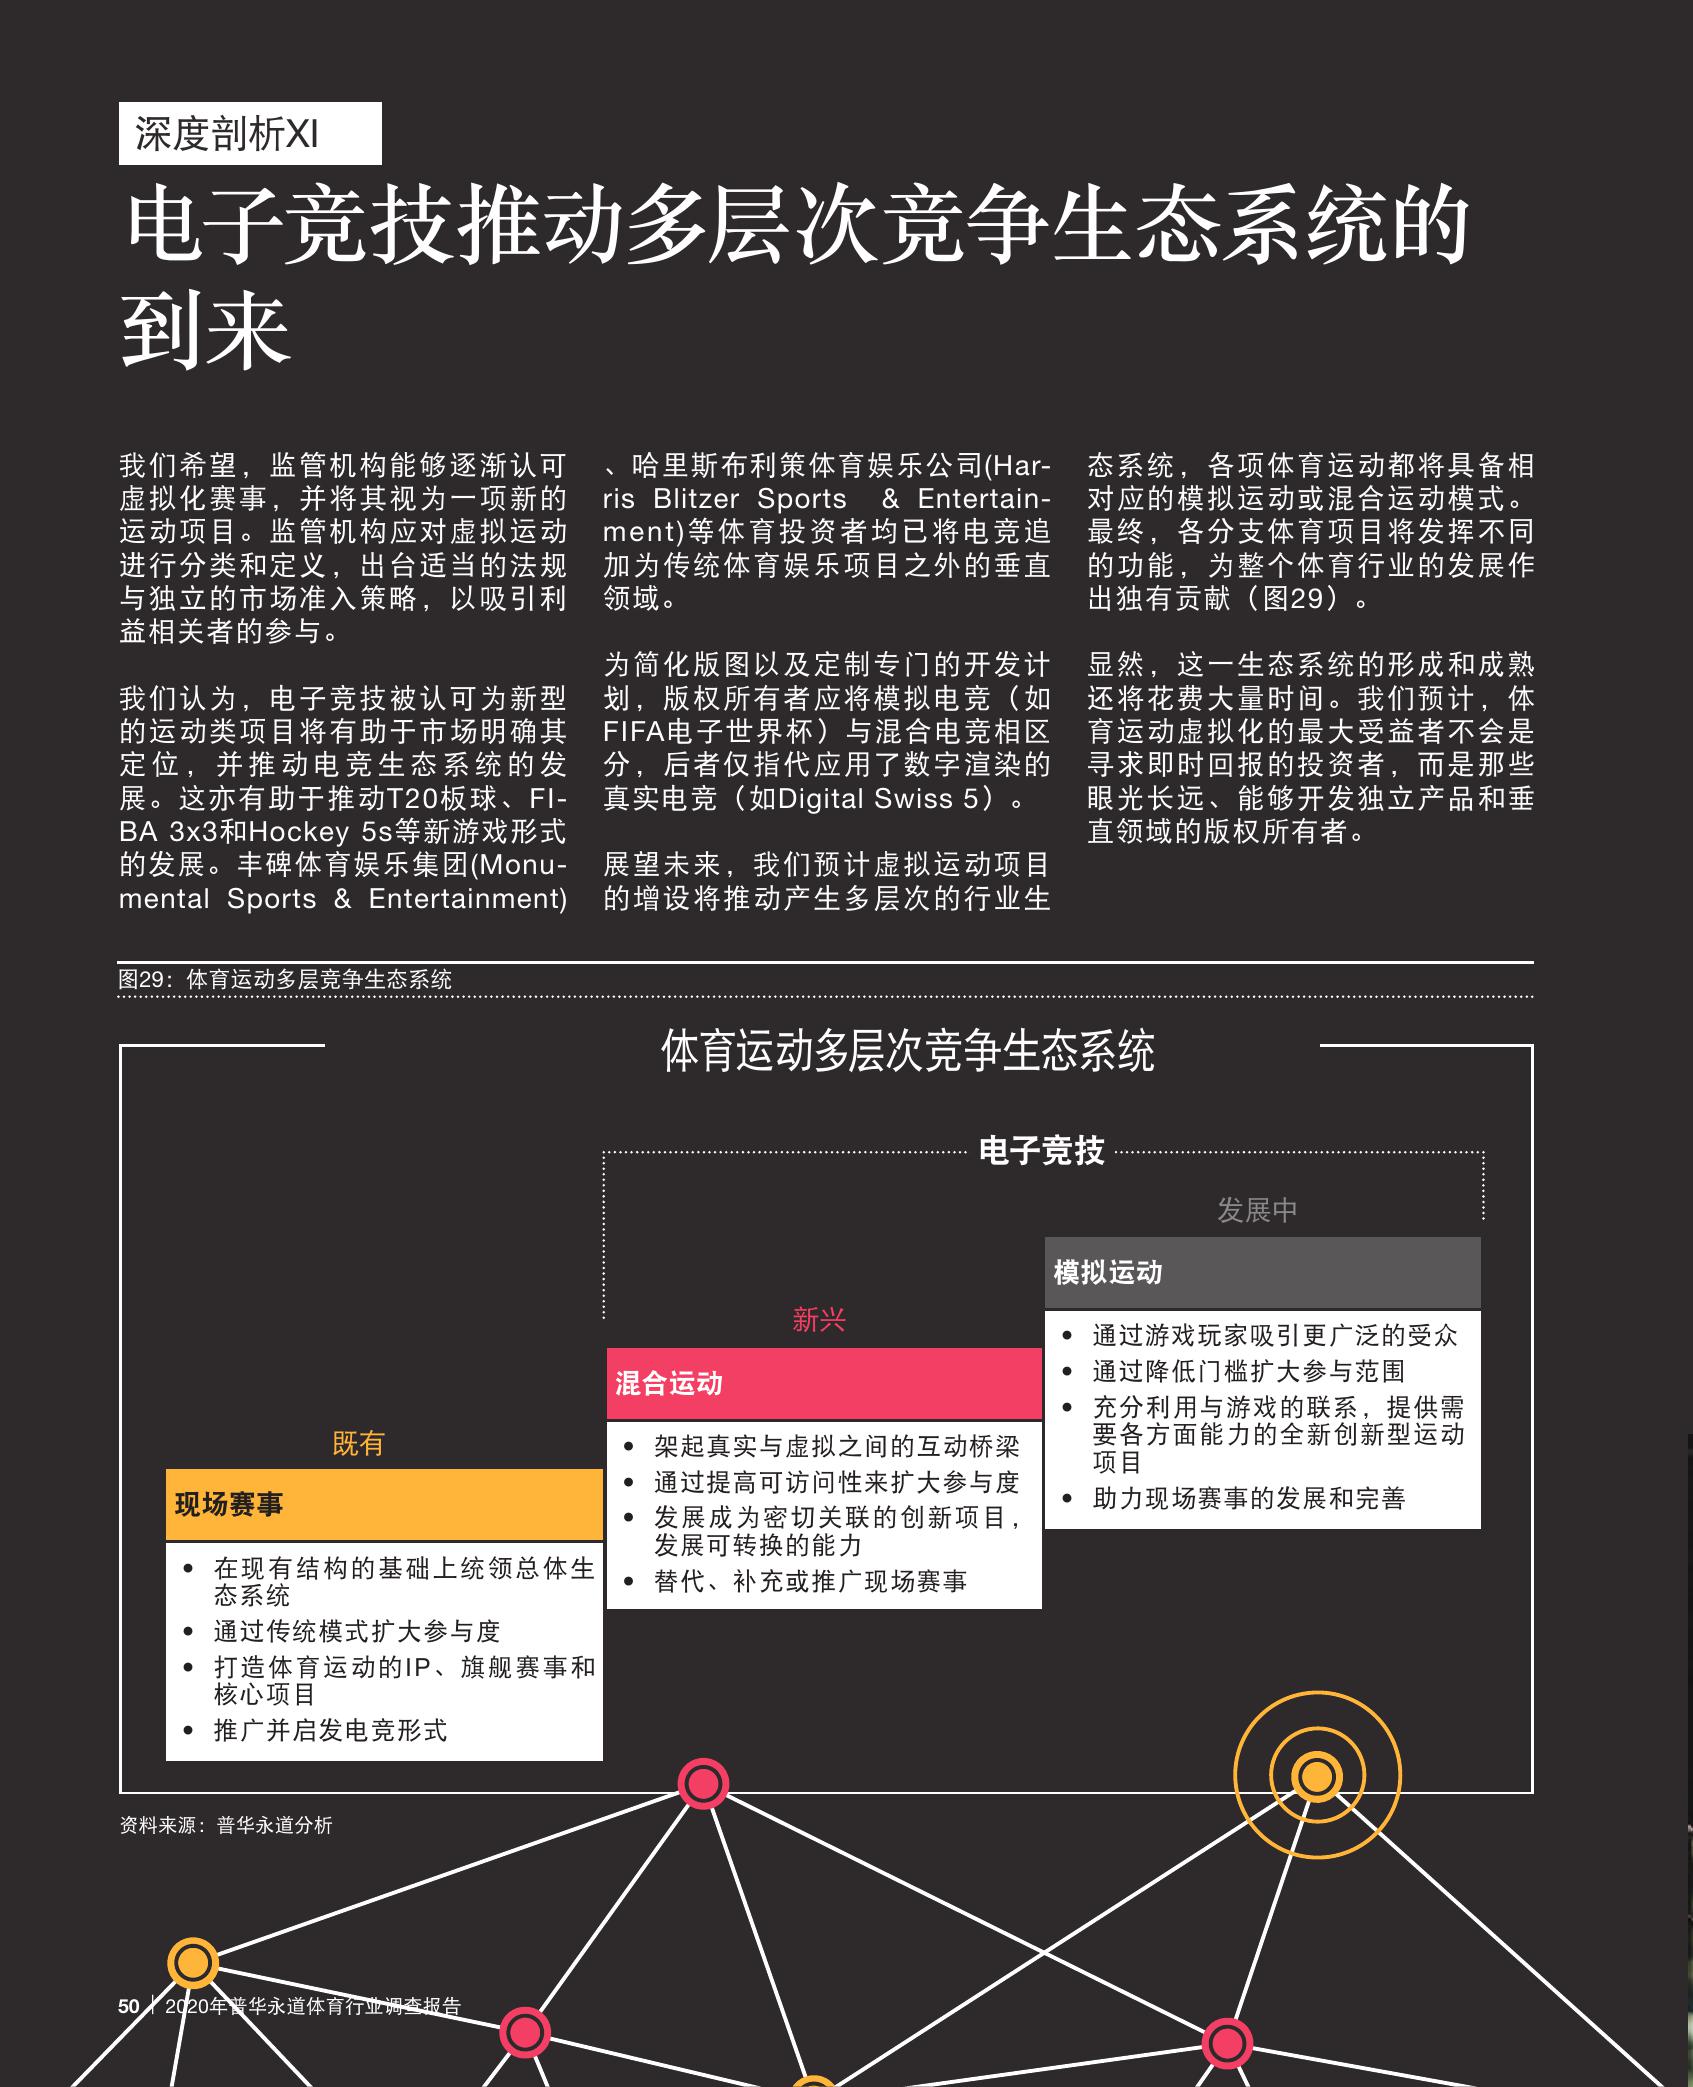 深度剖析XI
电子竞技推动多层次竞争生态系统的
到来
我们希望，监管机构能够逐渐认可
虚拟化赛事，并将其视为一项新的
运动项目。监管机构应对虚拟运动
进行分类和定义，出台适当的法规
与独立的市场准入策略，以吸引利
益相关者的参与。
我们认为，电子竞技被认可为新型
的运动类项目将有助于市场明确其
定位，并推动电竞生态系统的发
展。这亦有助于推动T20板球、FI-
BA 3x3和Hockey 5s等新游戏形式
的发展。丰碑体育娱乐集团(Monu-
mental Sports & Entertainment)
、哈里斯布利策体育娱乐公司(Har-
ris Blitzer Sports & Entertain-
ment)等体育投资者均已将电竞追
加为传统体育娱乐项目之外的垂直
领域。
为简化版图以及定制专门的开发计
划，版权所有者应将模拟电竞（如
FIFA电子世界杯）与混合电竞相区
分，后者仅指代应用了数字渲染的
真实电竞（如Digital Swiss 5）。
展望未来，我们预计虚拟运动项目
的增设将推动产生多层次的行业生
态系统，各项体育运动都将具备相
对应的模拟运动或混合运动模式。
最终，各分支体育项目将发挥不同
的功能，为整个体育行业的发展作
出独有贡献（图29）。
显然，这一生态系统的形成和成熟
还将花费大量时间。我们预计，体
育运动虚拟化的最大受益者不会是
寻求即时回报的投资者，而是那些
眼光长远、能够开发独立产品和垂
直领域的版权所有者。
图29：体育运动多层竞争生态系统
体育运动多层次竞争生态系统
电子竞技
发展中
模拟运动
• 通过游戏玩家吸引更广泛的受众
• 通过降低门槛扩大参与范围
• 充分利用与游戏的联系，提供需
要各方面能力的全新创新型运动
项目
• 助力现场赛事的发展和完善
新兴
混合运动
• 架起真实与虚拟之间的互动桥梁
• 通过提高可访问性来扩大参与度
• 发展成为密切关联的创新项目，
发展可转换的能力
• 替代、补充或推广现场赛事
既有
现场赛事
• 在现有结构的基础上统领总体生
态系统
• 通过传统模式扩大参与度
• 打造体育运动的IP、旗舰赛事和
核心项目
• 推广并启发电竞形式
资料来源：普华永道分析
50 | 2020年普华永道体育行业调查报告